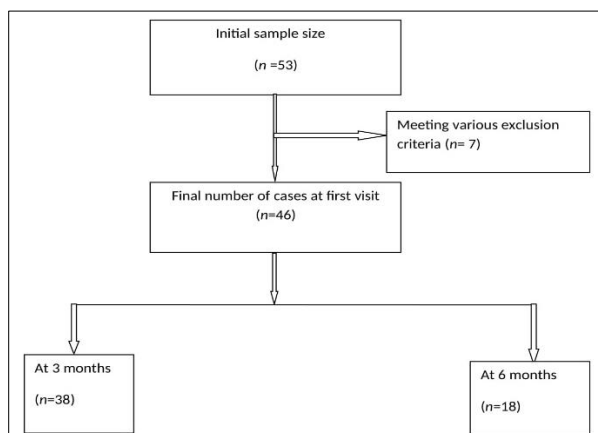 Initial sample size
(n =53)
Meeting various exclusion
criteria (n= 7)
Final number of cases at first visit
(n=46)
At 3 months
(n=38)
At 6 months
(n=18)